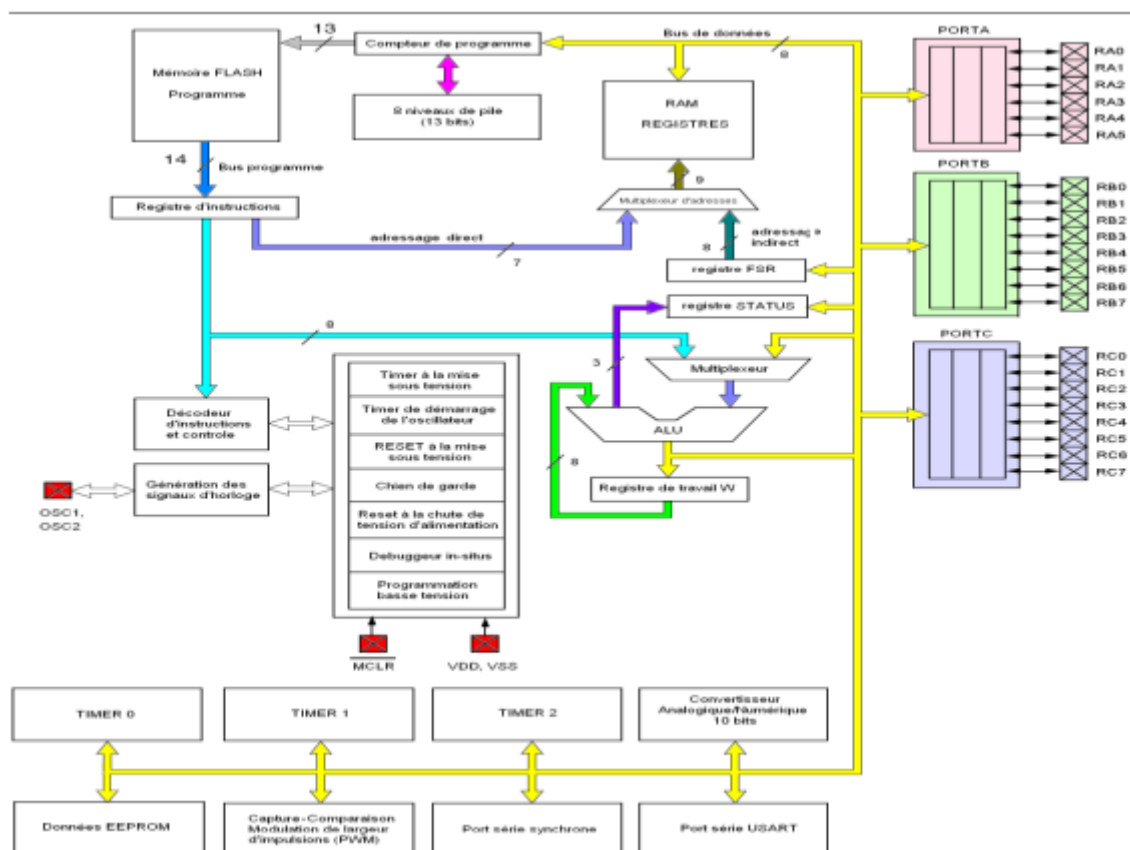 Mémoire FLASH
Programme
13
Compteur de programme
8 niveaux de pile
(13 bits)
Bus de données
8
RAM
REGISTRES
14
Bus programme
Registre d'instructions
adressage direct
7
9
Multiplexeur d'adresses
8
indirect
registre FSR
registre STATUS
3
Multiplexeur
ALU
8
Registre de travail W
Décodeur
d'instructions
et controle
Génération des
signaux d'horloge
OSC1,
OSC2
Timer à la mise
sous tension
Timer de démarrage
de l'oscillateur
RESET à la mise
sous tension
Chien de garde
Reset à la chute de
tension d'alimentation
Debuggeur in-situs
Programmation
basse tension
MCLR
VDD, VSS
PORTA
RA0
RA1
RA2
RA3
RA4
RA5
PORTB
RB0
RB1
RB2
RB3
RB4
RB5
RB6
RB7
PORTC
RC0
RC1
RC2
RC3
RC4
RC5
RC6
RC7
TIMER 0
TIMER 1
TIMER 2
Convertisseur
Analogique/Numérique
10 bits
Données EEPROM
Capture-Comparaison
Modulation de largeur
d'impulsions (PWM)
Port série synchrone
Port série USART